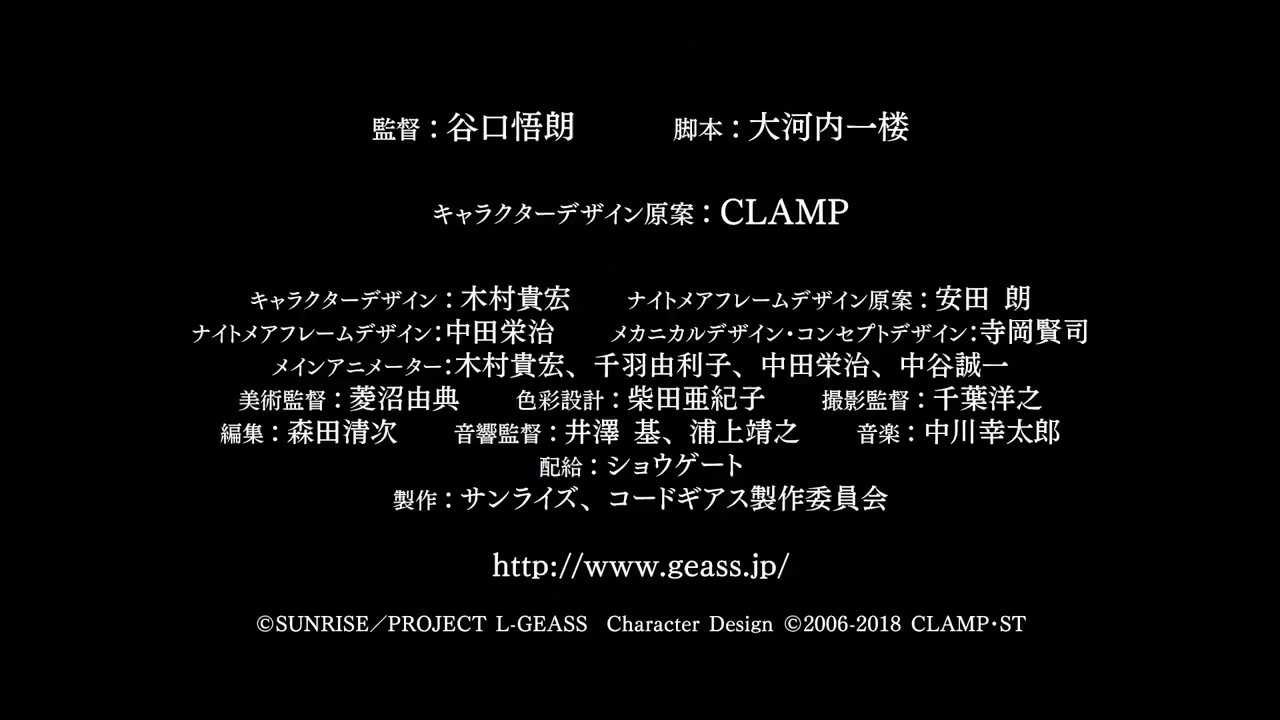 監督：谷口悟朗　脚本：大河内一楼
キャラクターデザイン原案：CLAMP
キャラクターデザイン：木村貴宏　ナイトメアフレームデザイン原案：安田 朗
ナイトメアフレームデザイン：中田栄治　メカニカルデザイン・コンセプトデザイン：寺岡賢司
メインアニメーター：木村貴宏、千羽由利子、中田栄治、中谷誠一
美術監督：菱沼由典　色彩設計：柴田亜紀子　撮影監督：千葉洋之
編集：森田清次　音響監督：井澤 基、浦上靖之　音楽：中川幸太郎
配給：ショウゲート
製作：サンライズ、コードギアス製作委員会
http://www.geass.jp/
©SUNRISE／PROJECT L-GEASS　Character Design ©2006-2018 CLAMP・ST